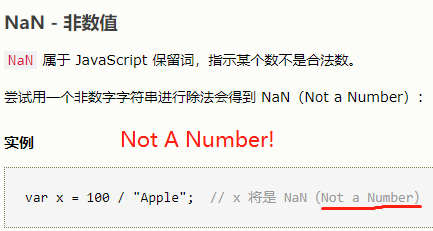 NaN - 非数值
NaN 属于 JavaScript 保留词，指示某个数不是合法数。
尝试用一个非数字字符串进行除法会得到 NaN（Not a Number）：
实例
Not A Number!
var x = 100 / "Apple";  // x 将是 NaN（Not a Number）